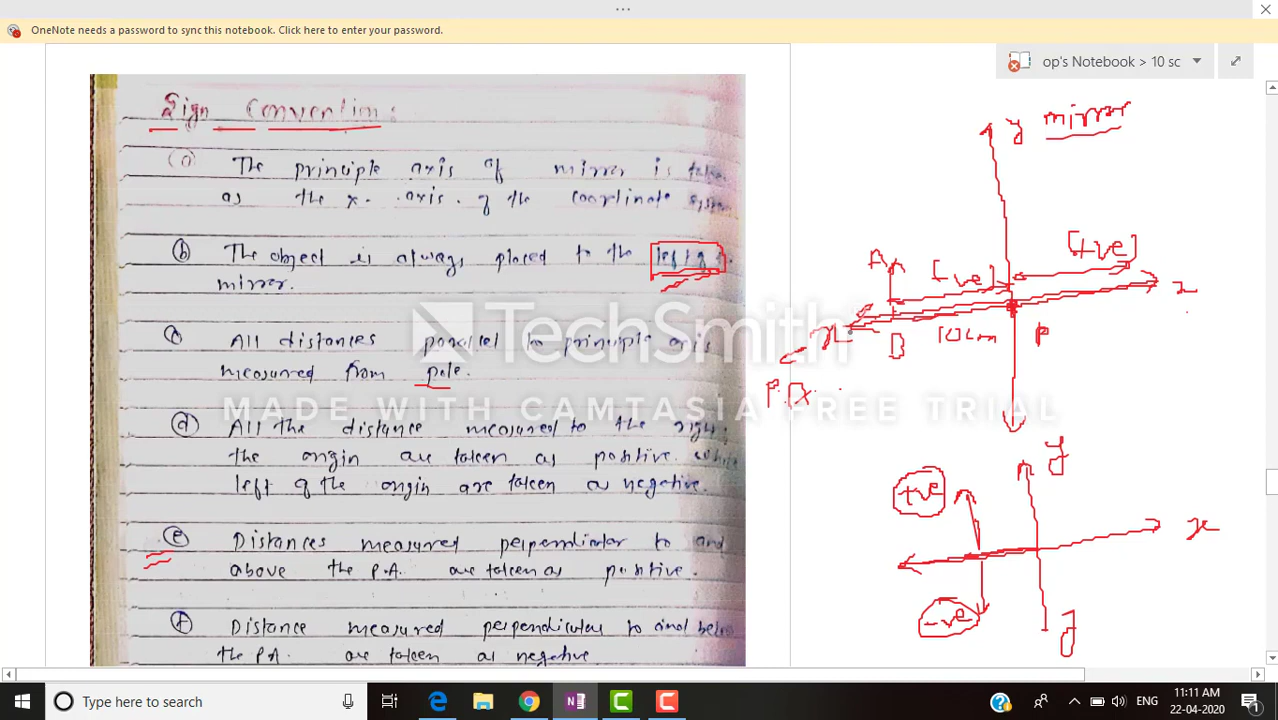 OneNote needs a password to sync this notebook. Click here to enter your password.
op's Notebook > 10 sc
Sign Convention :
(a) The principle axis of mirror is taken
as the x. axis. of the coordinate system
(b) The object is always placed to the left of
mirror.
(c) All distances parallel to principle axis
measured from pole.
(d) All the distance measured to the right
the origin are taken as positive. while
left of the origin are taken as negative.
(e) Distances measured perpendicular to and
above the P.A. are taken as positive.
(f) Distance measured perpendicular to and below
the P.A. are taken as negative
y mirror
[+ve]
A
x
B 10cm P
y
+ve
x
-ve
y
TechSmith
MADE WITH CAMTASIA FREE TRIAL
Type here to search
ENG
11:11 AM
22-04-2020